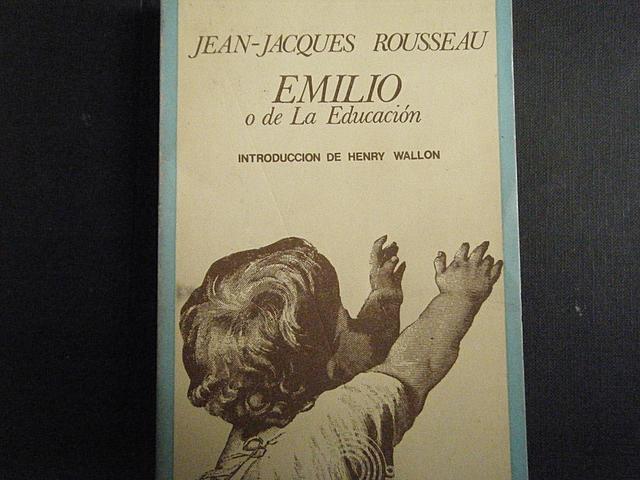 JEAN-JACQUES ROUSSEAU
EMILIO
o de La Educación
INTRODUCCION DE HENRY WALLON